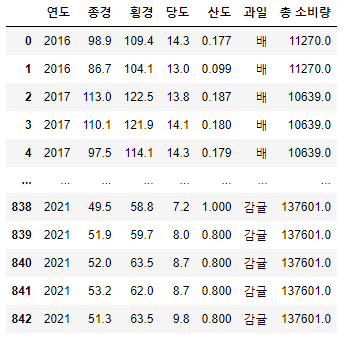 연도 종경 횡경 당도 산도 과일 총 소비량
0 2016 98.9 109.4 14.3 0.177 배 11270.0
1 2016 86.7 104.1 13.0 0.099 배 11270.0
2 2017 113.0 122.5 13.8 0.187 배 10639.0
3 2017 110.1 121.9 14.1 0.180 배 10639.0
4 2017 97.5 114.1 14.3 0.179 배 10639.0
... ... ... ... ... ... ... ...
838 2021 49.5 58.8 7.2 1.000 감귤 137601.0
839 2021 51.9 59.7 8.0 0.800 감귤 137601.0
840 2021 52.0 63.5 8.7 0.800 감귤 137601.0
841 2021 53.2 62.0 8.7 0.800 감귤 137601.0
842 2021 51.3 63.5 9.8 0.800 감귤 137601.0